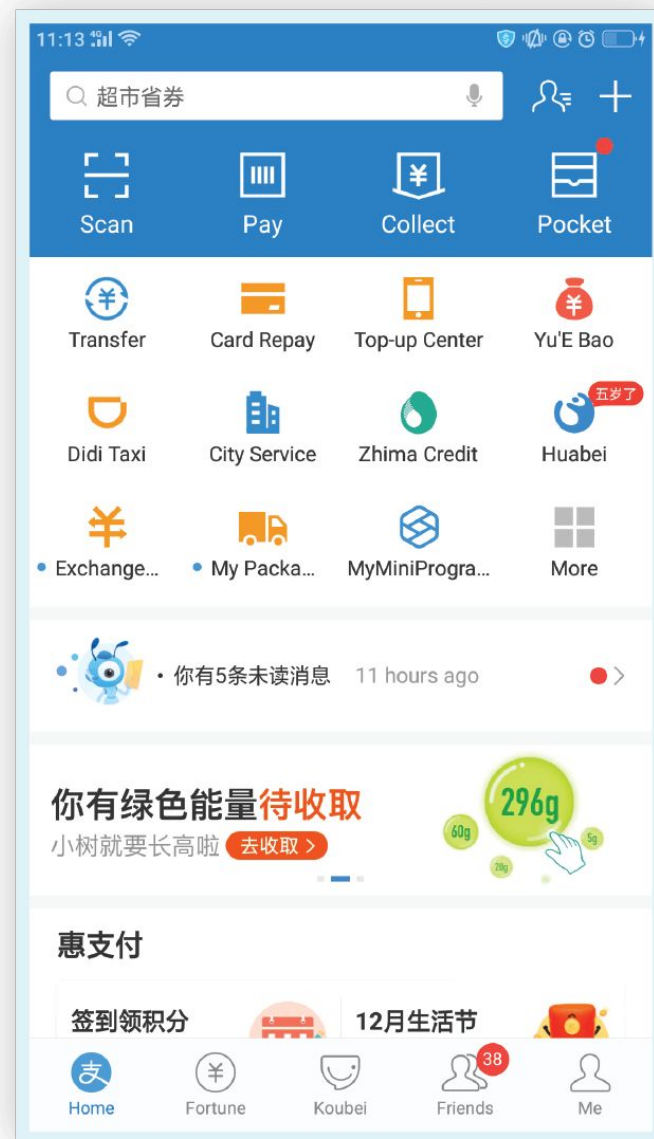 11:13 4G
超市省券
Scan Pay Collect Pocket
Transfer Card Repay Top-up Center Yu'E Bao
五岁了
Didi Taxi City Service Zhima Credit Huabei
Exchange... My Packa... MyMiniProgra... More
· 你有5条未读消息 11 hours ago
你有绿色能量待收取
小树就要长高啦 去收取 >
296g
60g
5g
20g
惠支付
签到领积分 12月生活节
支
38
Home Fortune Koubei Friends Me